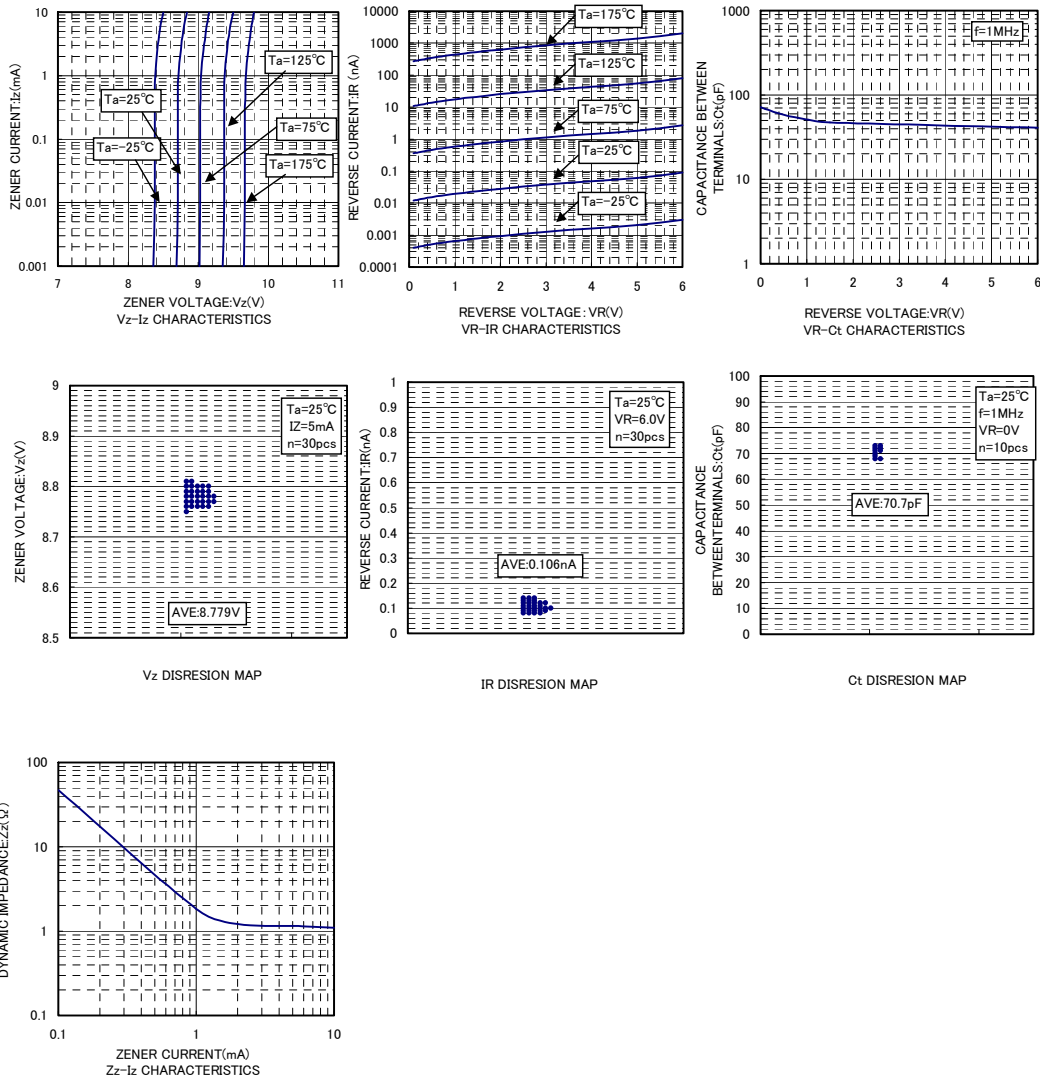 ZENER CURRENT:Iz(mA)
10
1
0.1
0.01
0.001
Ta=125℃
Ta=25℃
Ta=-25℃
Ta=75℃
Ta=175℃
7 8 9 10 11
ZENER VOLTAGE:Vz(V)
Vz-Iz CHARACTERISTICS
REVERSE CURRENT:IR (nA)
10000
1000
100
10
1
0.1
0.01
0.001
0.0001
Ta=175℃
Ta=125℃
Ta=75℃
Ta=25℃
Ta=-25℃
0 1 2 3 4 5 6
REVERSE VOLTAGE:VR(V)
VR-IR CHARACTERISTICS
CAPACITANCE BETWEEN
TERMINALS:Ct(pF)
1000
100
10
1
f=1MHz
0 1 2 3 4 5 6
REVERSE VOLTAGE:VR(V)
VR-Ct CHARACTERISTICS
ZENER VOLTAGE:Vz(V)
9
8.9
8.8
8.7
8.6
8.5
Ta=25℃
IZ=5mA
n=30pcs
AVE:8.779V
Vz DISRESION MAP
REVERSE CURRENT:IR(nA)
1
0.9
0.8
0.7
0.6
0.5
0.4
0.3
0.2
0.1
0
Ta=25℃
VR=6.0V
n=30pcs
AVE:0.106nA
IR DISRESION MAP
CAPACITANCE
BETWEENTERMINALS:Ct(pF)
100
90
80
70
60
50
40
30
20
10
0
Ta=25℃
f=1MHz
VR=0V
n=10pcs
AVE:70.7pF
Ct DISRESION MAP
DYNAMIC IMPEDANCE:Zz(Ω)
100
10
1
0.1
0.1 1 10
ZENER CURRENT(mA)
Zz-Iz CHARACTERISTICS